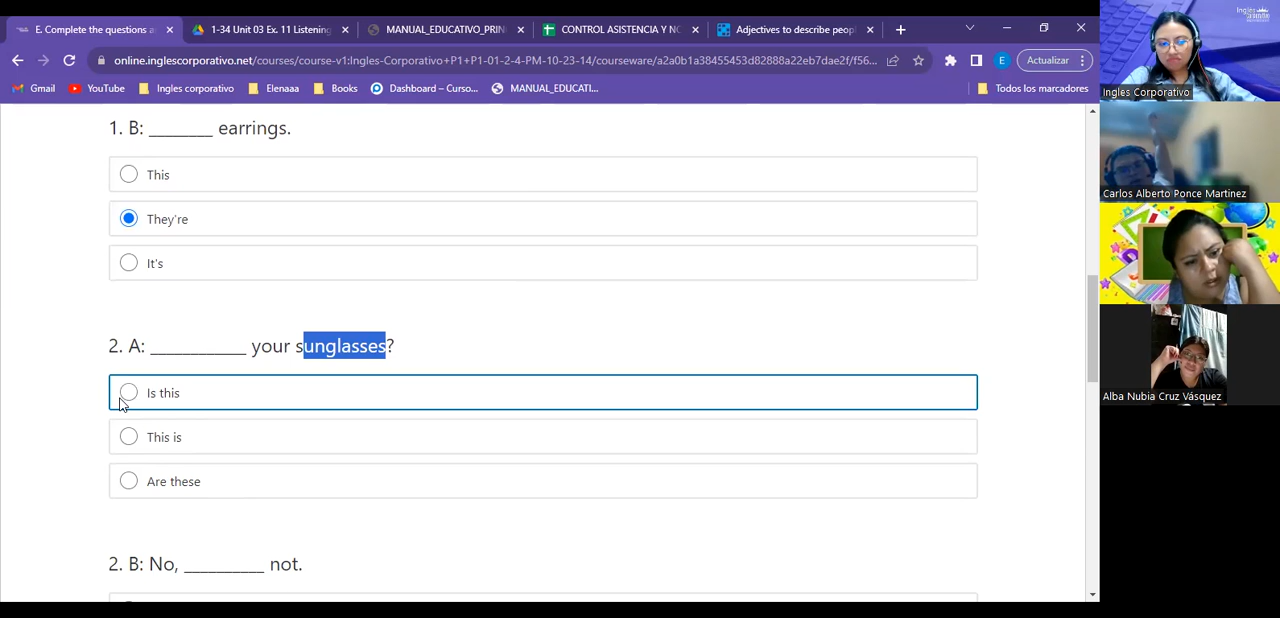 E. Complete the questions a
1-34 Unit 03 Ex. 11 Listening
MANUAL_EDUCATIVO_PRIN
CONTROL ASISTENCIA Y NO
Adjectives to describe peopl
online.inglescorporativo.net/courses/course-v1:Ingles-Corporativo+P1+P1-01-2-4-PM-10-23-14/courseware/a2a0b1a38455453d82888a22eb7dae2f/f56...
E
Actualizar
Gmail
YouTube
Ingles corporativo
Elenaaa
Books
Dashboard – Curso...
MANUAL_EDUCATI...
Todos los marcadores
1. B: _______ earrings.
This
They're
It's
2. A: ___________ your sunglasses?
Is this
This is
Are these
2. B: No, _________ not.
Ingles Corporativo
Carlos Alberto Ponce Martinez
Alba Nubia Cruz Vásquez